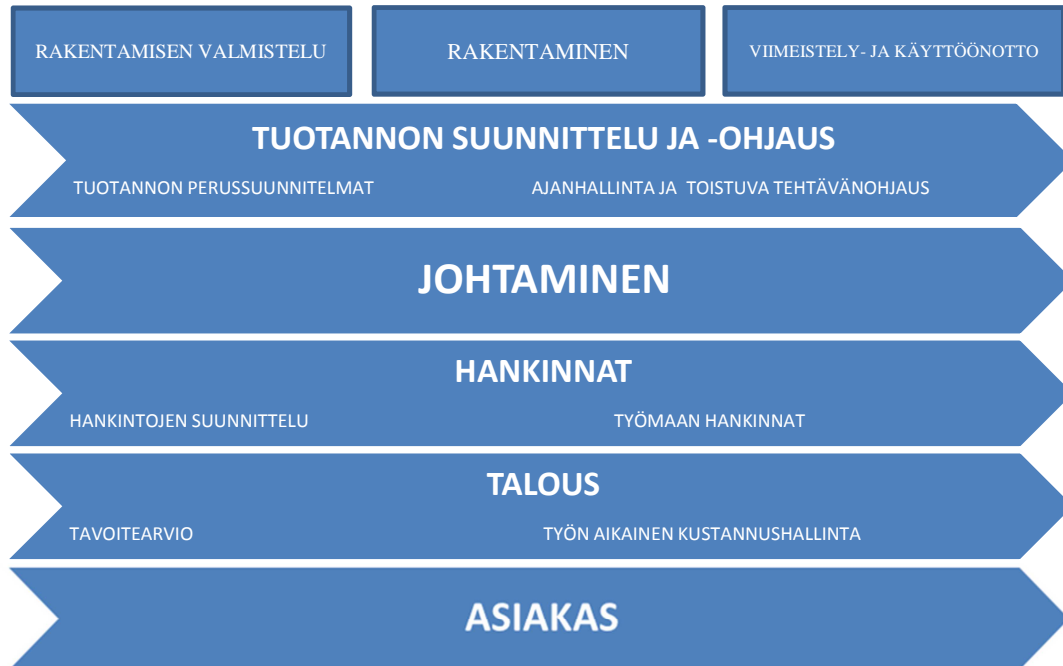 RAKENTAMISEN VALMISTELU
RAKENTAMINEN
VIIMEISTELY- JA KÄYTTÖÖNOTTO
TUOTANNON SUUNNITTELU JA -OHJAUS
TUOTANNON PERUSSUUNNITELMAT
AJANHALLINTA JA TOISTUVA TEHTÄVÄNOHJAUS
JOHTAMINEN
HANKINNAT
HANKINTOJEN SUUNNITTELU
TYÖMAAN HANKINNAT
TALOUS
TAVOITEARVIO
TYÖN AIKAINEN KUSTANNUSHALLINTA
ASIAKAS